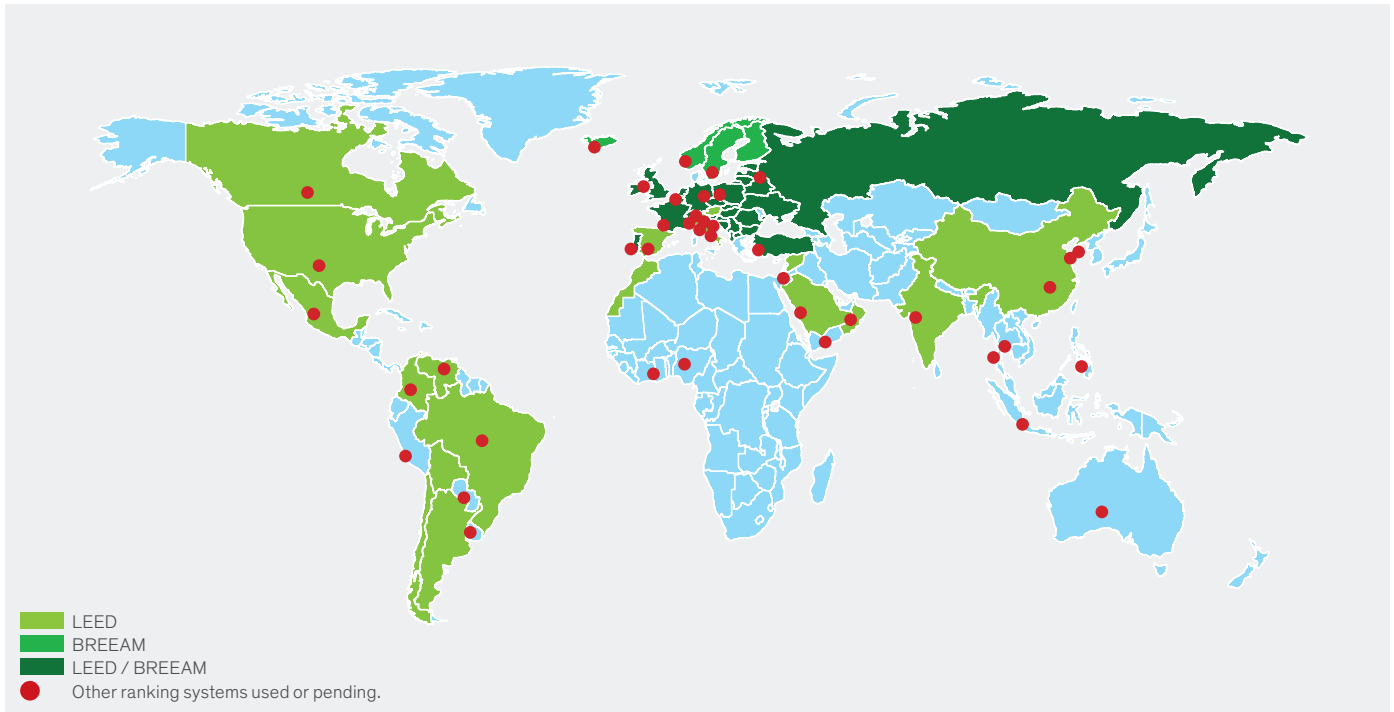 LEED
BREEAM
LEED / BREEAM
Other ranking systems used or pending.